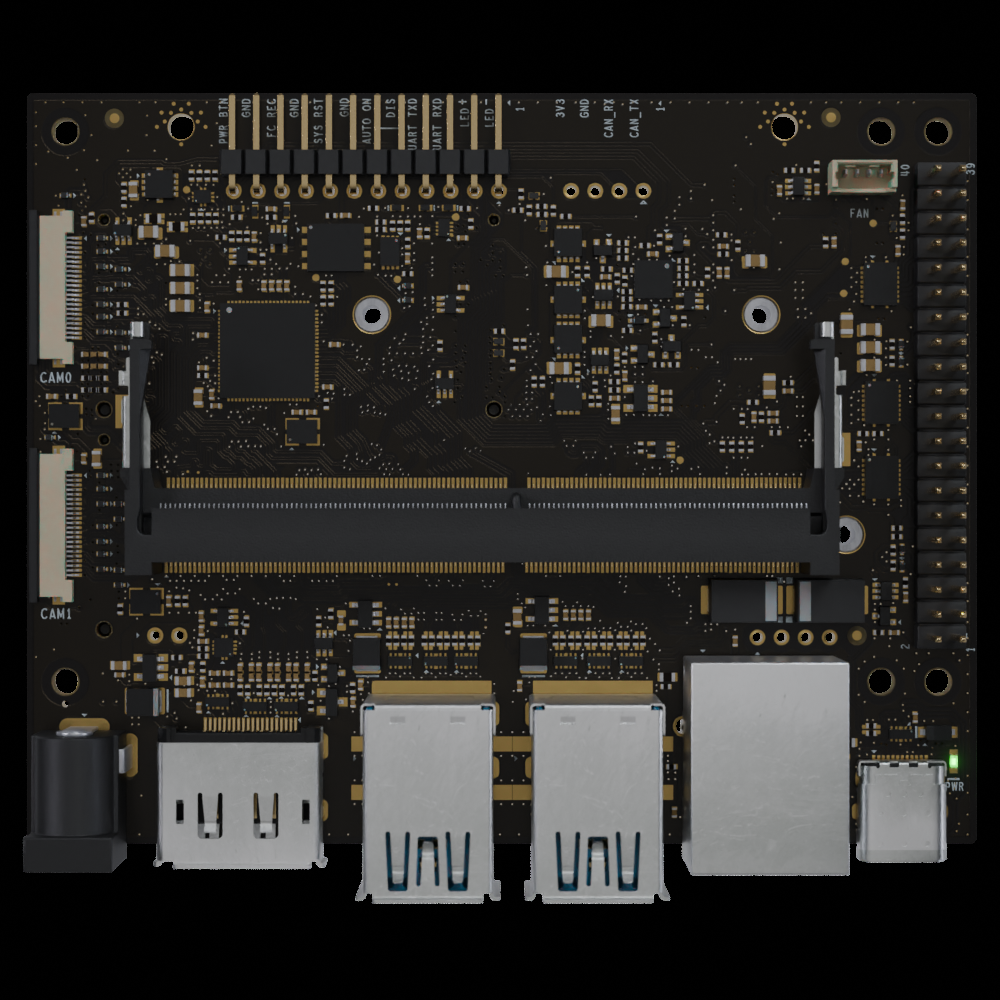 PWR BTN
GND
FC REC
GND
SYS RST
GND
AUTO ON
DIS
UART TXD
UART RXD
LED+
LED-
1
3V3
GND
CAN_RX
CAN_TX
1
40
39
FAN
CAM0
CAM1
2
1
PWR